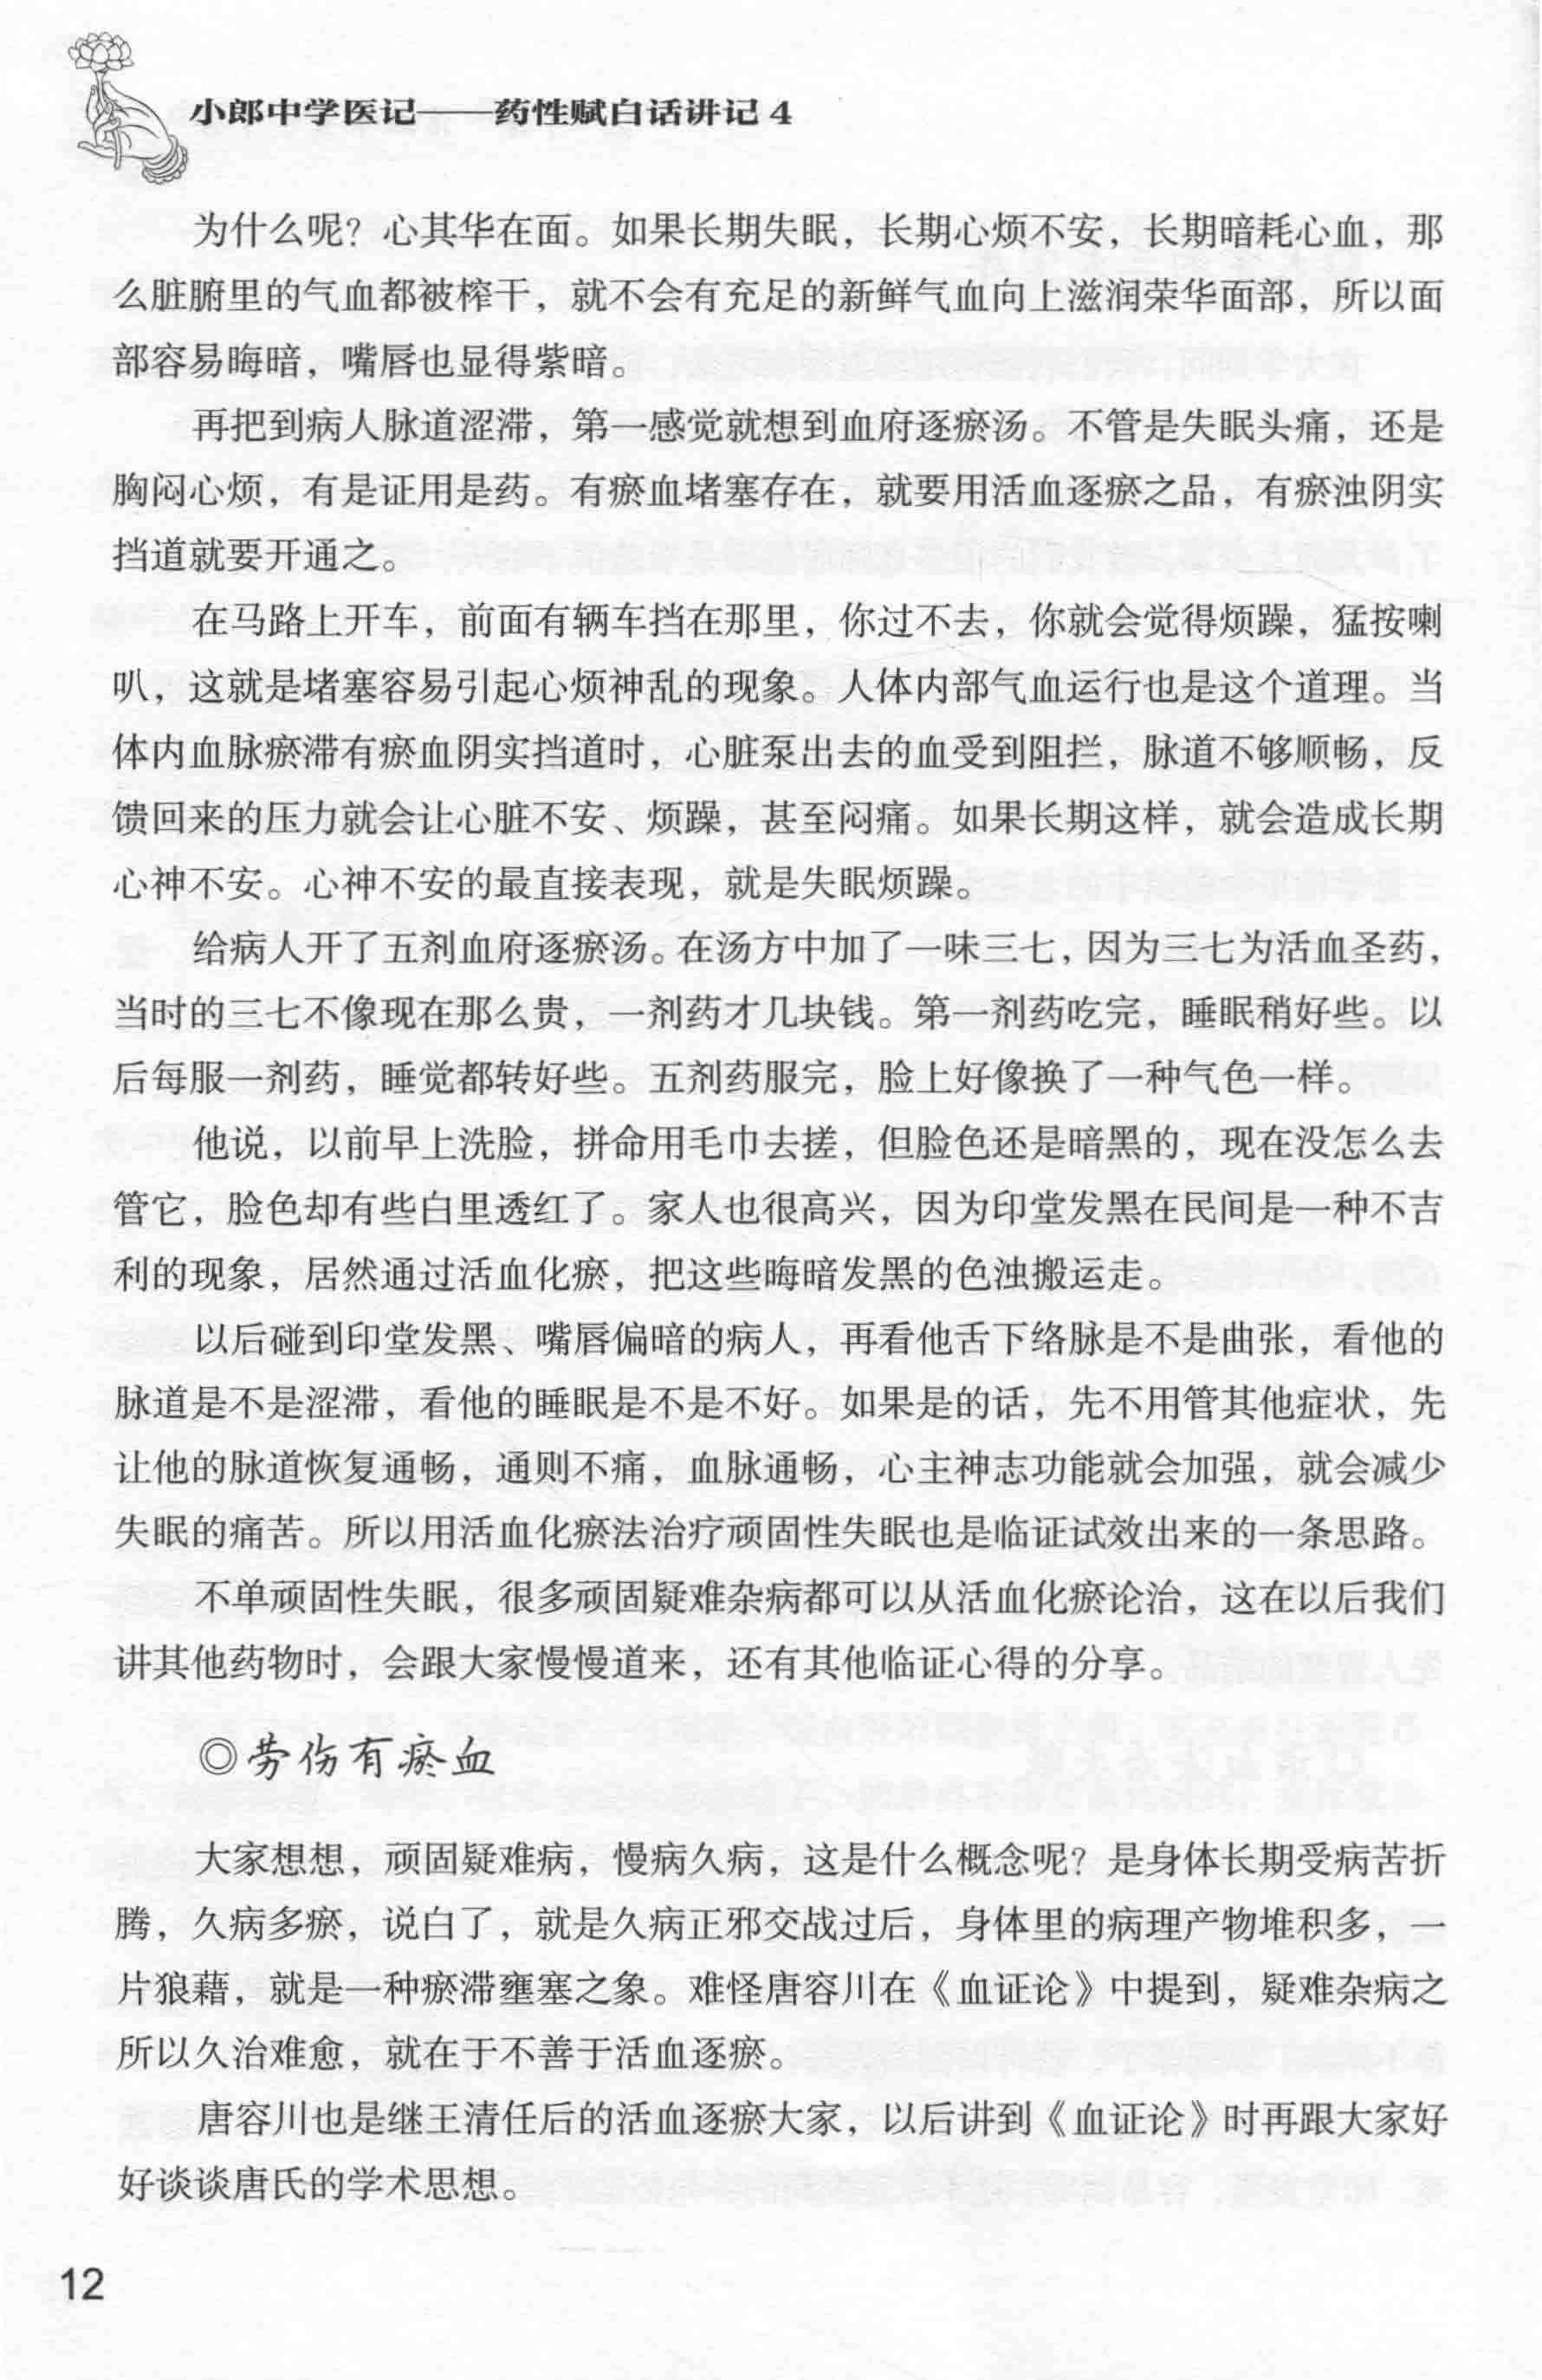 小郎中学医记——药性赋白话讲记4
为什么呢？心其华在面。如果长期失眠，长期心烦不安，长期暗耗心血，那
么脏腑里的气血都被榨干，就不会有充足的新鲜气血向上滋润荣华面部，所以面
部容易晦暗，嘴唇也显得紫暗。
再把到病人脉道涩滞，第一感觉就想到血府逐瘀汤。不管是失眠头痛，还是
胸闷心烦，有是证用是药。有瘀血堵塞存在，就要用活血逐瘀之品，有瘀浊阴实
挡道就要开通之。
在马路上开车，前面有辆车挡在那里，你过不去，你就会觉得烦躁，猛按喇
叭，这就是堵塞容易引起心烦神乱的现象。人体内部气血运行也是这个道理。当
体内血脉瘀滞有瘀血阴实挡道时，心脏泵出去的血受到阻拦，脉道不够顺畅，反
馈回来的压力就会让心脏不安、烦躁，甚至闷痛。如果长期这样，就会造成长期
心神不安。心神不安的最直接表现，就是失眠烦躁。
给病人开了五剂血府逐瘀汤。在汤方中加了一味三七，因为三七为活血圣药，
当时的三七不像现在那么贵，一剂药才几块钱。第一剂药吃完，睡眠稍好些。以
后每服一剂药，睡觉都转好些。五剂药服完，脸上好像换了一种气色一样。
他说，以前早上洗脸，拼命用毛巾去搓，但脸色还是暗黑的，现在没怎么去
管它，脸色却有些白里透红了。家人也很高兴，因为印堂发黑在民间是一种不吉
利的现象，居然通过活血化瘀，把这些晦暗发黑的色浊搬运走。
以后碰到印堂发黑、嘴唇偏暗的病人，再看他舌下络脉是不是曲张，看他的
脉道是不是涩滞，看他的睡眠是不是不好。如果是的话，先不用管其他症状，先
让他的脉道恢复通畅，通则不痛，血脉通畅，心主神志功能就会加强，就会减少
失眠的痛苦。所以用活血化瘀法治疗顽固性失眠也是临证试效出来的一条思路。
不单顽固性失眠，很多顽固疑难杂病都可以从活血化瘀论治，这在以后我们
讲其他药物时，会跟大家慢慢道来，还有其他临证心得的分享。
◎劳伤有瘀血
大家想想，顽固疑难病，慢病久病，这是什么概念呢？是身体长期受病苦折
腾，久病多瘀，说白了，就是久病正邪交战过后，身体里的病理产物堆积多，一
片狼藉，就是一种瘀滞壅塞之象。难怪唐容川在《血证论》中提到，疑难杂病之
所以久治难愈，就在于不善于活血逐瘀。
唐容川也是继王清任后的活血逐瘀大家，以后讲到《血证论》时再跟大家好
好谈谈唐氏的学术思想。
12